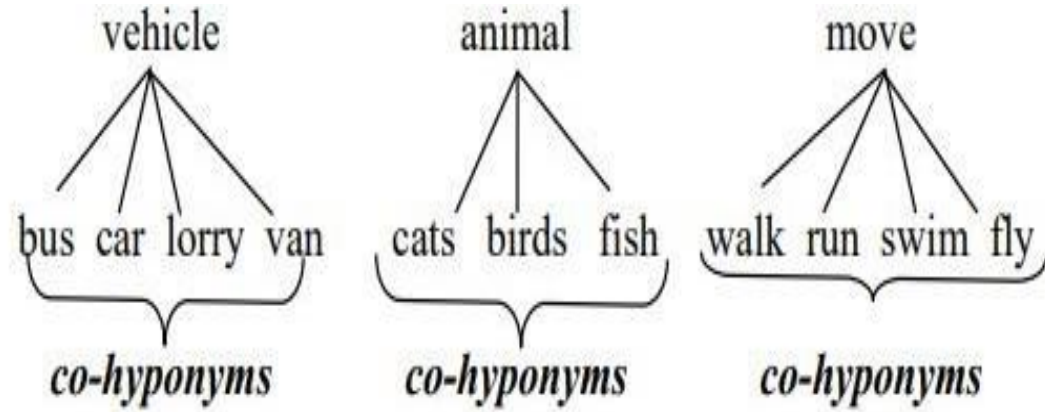 vehicle animal move
bus car lorry van cats birds fish walk run swim fly
co-hyponyms co-hyponyms co-hyponyms